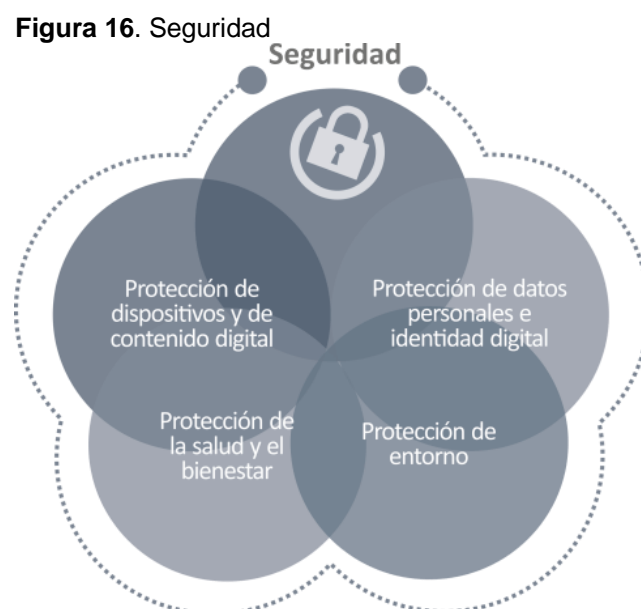 Figura 16. Seguridad
Seguridad
Protección de
dispositivos y de
contenido digital
Protección de datos
personales e
identidad digital
Protección de
la salud y el
bienestar
Protección de
entorno